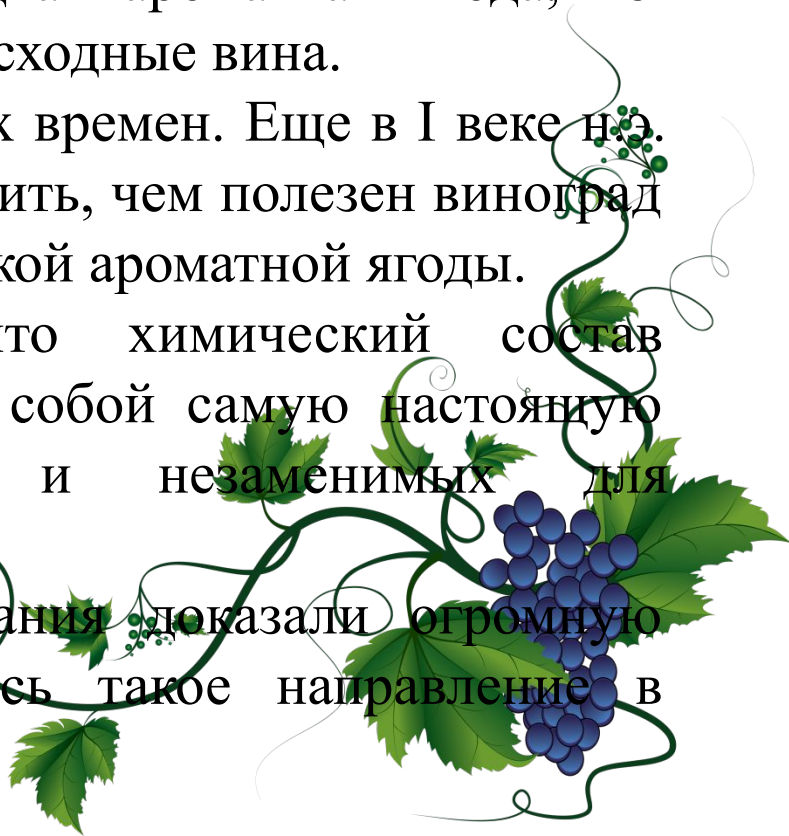 сходные вина.
х времен. Еще в I веке н.э.
ить, чем полезен виноград
кой ароматной ягоды.
что химический состав
собой самую настоящую
и незаменимых для
ания доказали огромную
сь такое направление в